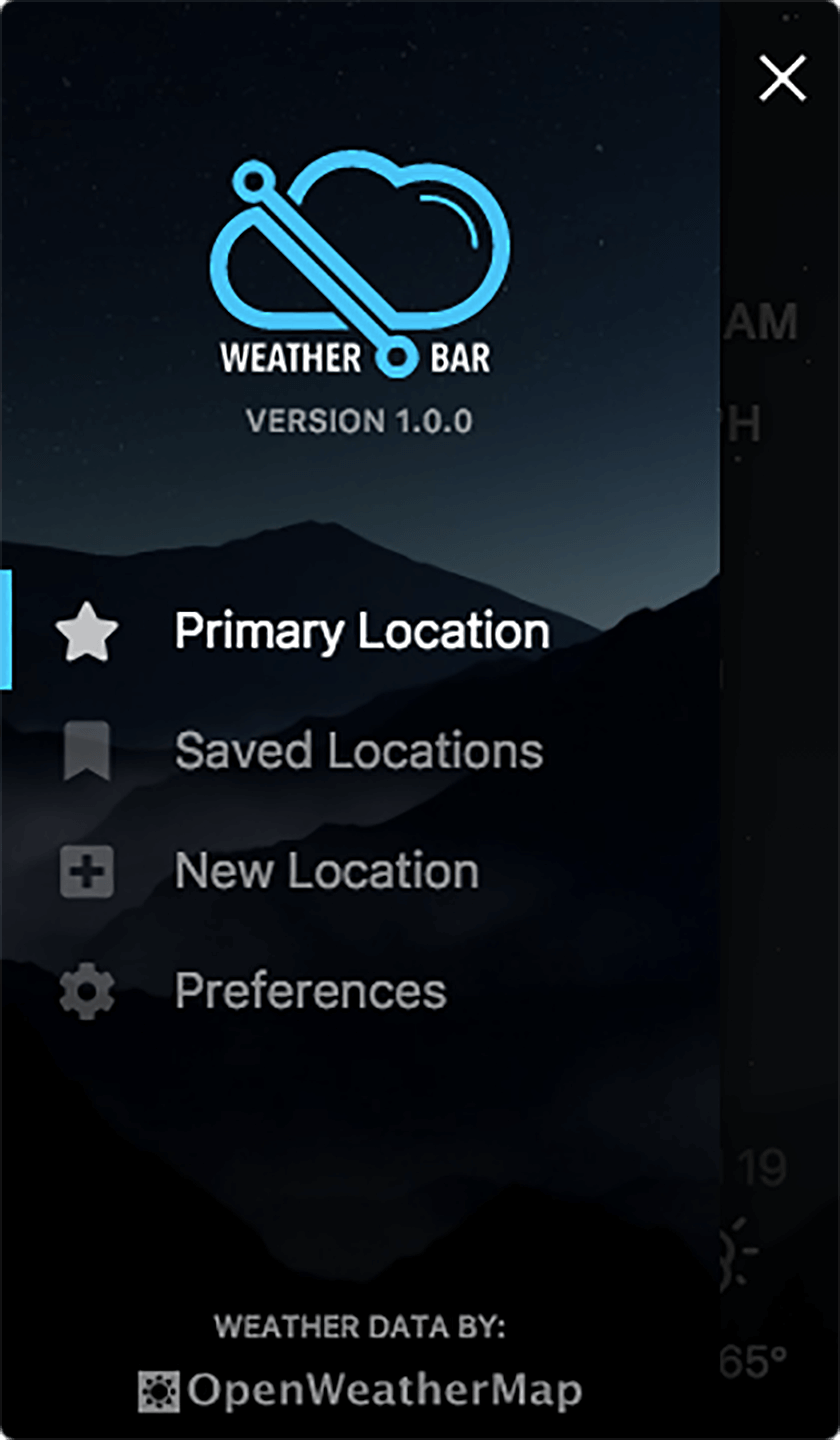 WEATHER BAR
VERSION 1.0.0
AM
PH
Primary Location
Saved Locations
New Location
Preferences
19
65°
WEATHER DATA BY:
OpenWeatherMap